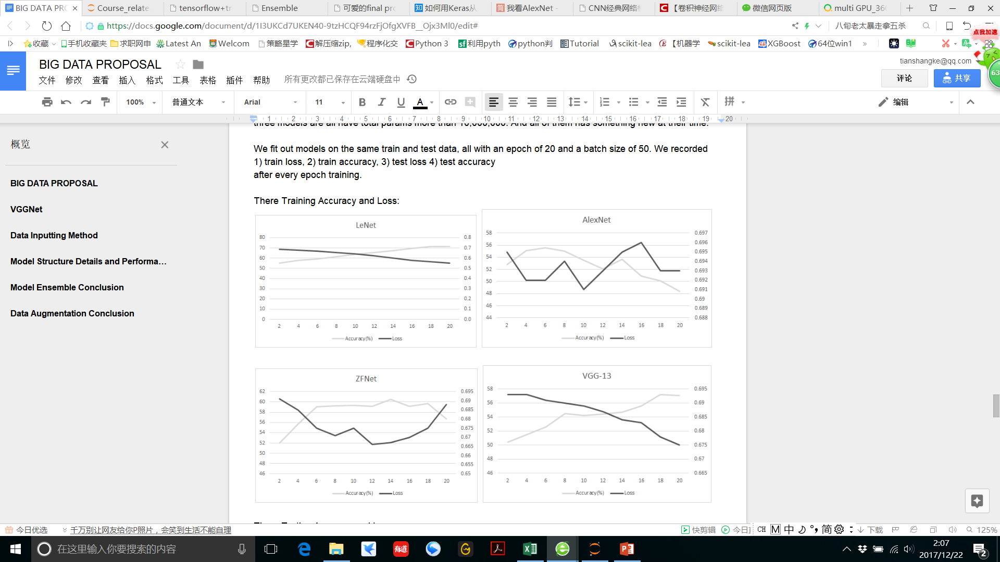 BIG DATA PRO
Course_relate
tensorflow+tr
Ensemble
可爱的final pro
如何用Keras从
我看AlexNet -
CNN经典网络模
【卷积神经网络
微信网页版
multi GPU_360
https://docs.google.com/document/d/1I3UKCd7UKEN40-9tzHCQF94rzFjOfgXVFB__Ojx3Ml0/edit#
八旬老太暴走拿五杀
点我加速
收藏
手机收藏夹
求职网申
Latest An
Welcom
策略星学
解压缩zip,
程序化交
Python 3
利用pyth
python判
Tutorial
scikit-lea
【机器学
scikit-lea
XGBoost
64位win1
»
BIG DATA PROPOSAL
tianshangke@qq.com
63
文件 修改 查看 插入 格式 工具 表格 插件 帮助 所有更改都已保存在云端硬盘中
评论
共享
100% 普通文本 Arial 11 B I U A 拼 编辑
1 2 3 4 5 6 7 8 9 10 11 12 13 14 15 16 17 18 19 20
概览
BIG DATA PROPOSAL
VGGNet
Data Inputting Method
Model Structure Details and Performa...
Model Ensemble Conclusion
Data Augmentation Conclusion
three models are all have total params more than 10,000,000. And all of them has something new at their time.
We fit out models on the same train and test data, all with an epoch of 20 and a batch size of 50. We recorded
1) train loss, 2) train accuracy, 3) test loss 4) test accuracy
after every epoch training.
There Training Accuracy and Loss:
LeNet
80 70 60 50 40 30 20 10 0
0.8 0.7 0.6 0.5 0.4 0.3 0.2 0.1 0.0
2 4 6 8 10 12 14 16 18 20
Accuracy(%) Loss
AlexNet
58 56 54 52 50 48 46 44
0.697 0.696 0.695 0.694 0.693 0.692 0.691 0.69 0.689 0.688
2 4 6 8 10 12 14 16 18 20
Accuracy(%) Loss
ZFNet
62 60 58 56 54 52 50 48 46
0.695 0.69 0.685 0.68 0.675 0.67 0.665 0.66 0.655 0.65
2 4 6 8 10 12 14 16 18 20
Accuracy(%) Loss
VGG-13
58 56 54 52 50 48 46
0.695 0.69 0.685 0.68 0.675 0.67 0.665
2 4 6 8 10 12 14 16 18 20
Accuracy(%) Loss
今日优选
千万别让网友给你P照片，会笑到生活不能自理
快剪辑
今日直
CH M 中 简
下载
125%
在这里输入你要搜索的内容
有道
2:07
2017/12/22
2